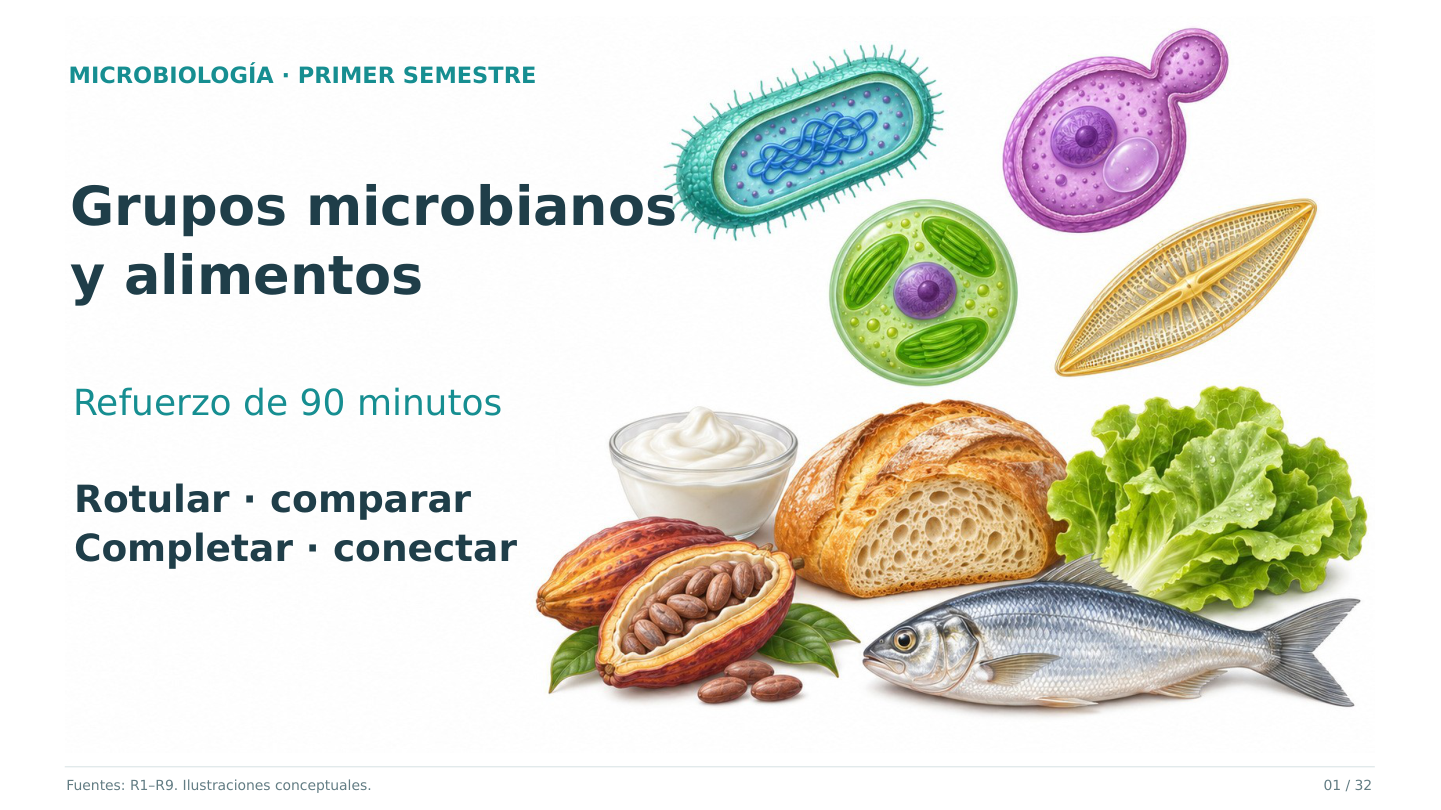 MICROBIOLOGÍA · PRIMER SEMESTRE
Grupos microbianos
y alimentos
Refuerzo de 90 minutos
Rotular · comparar
Completar · conectar
Fuentes: R1–R9. Ilustraciones conceptuales.
01 / 32